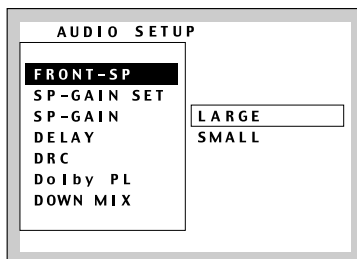 AUDIO SETUP
FRONT-SP
SP-GAIN SET
SP-GAIN
DELAY
DRC
Dolby PL
DOWN MIX
LARGE
SMALL